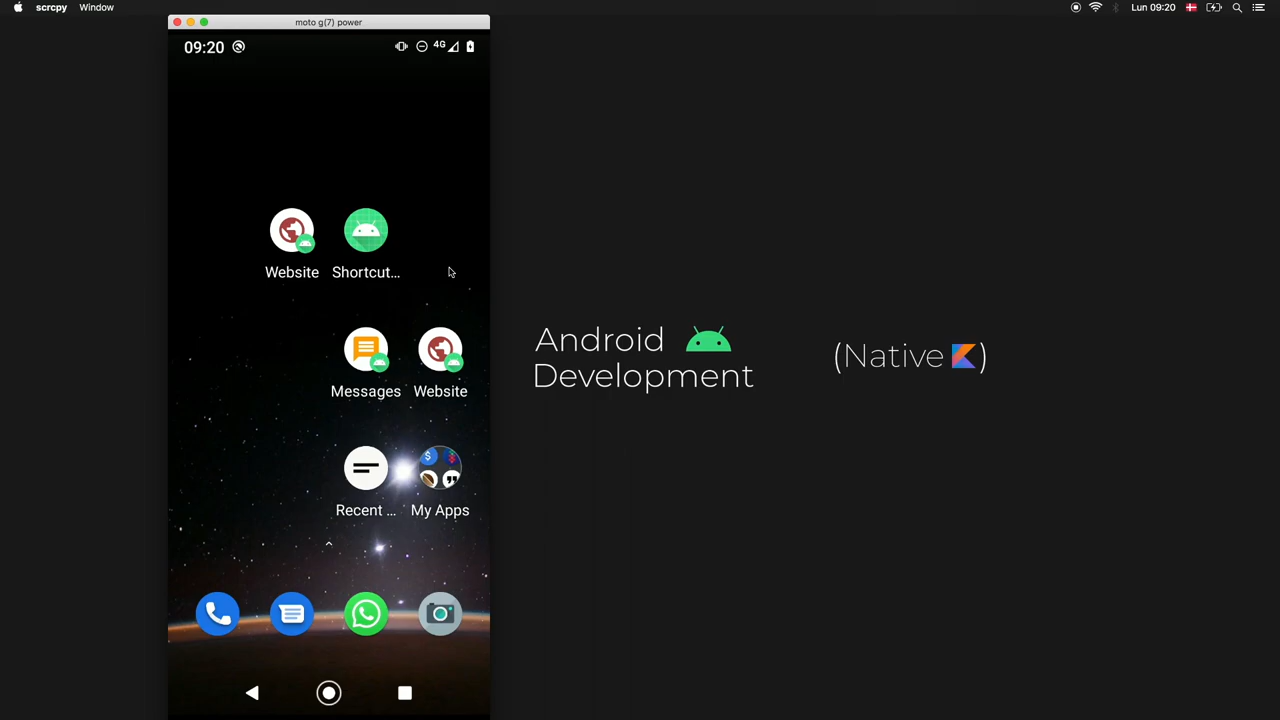 scrcpy Window
Lun 09:20
moto g(7) power
09:20
4G
Website Shortcut...
Messages Website
Recent ... My Apps
Android
Development
(Native )